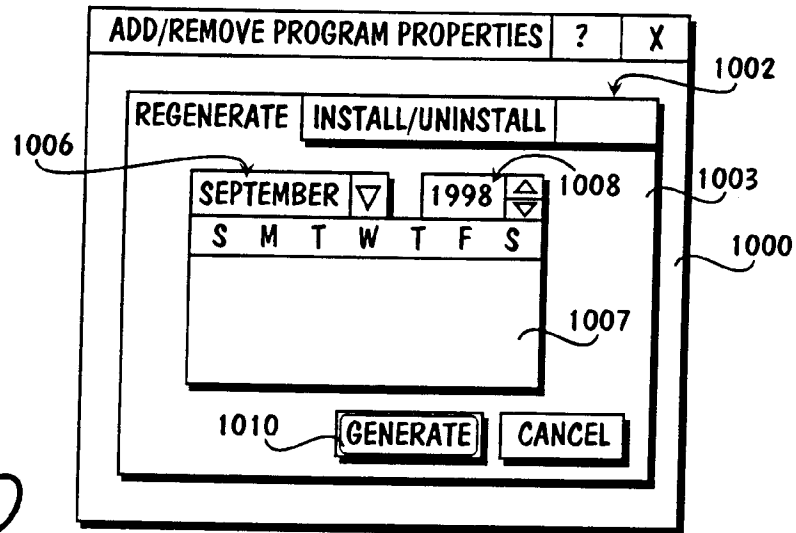 ADD/REMOVE PROGRAM PROPERTIES ? X
1002
REGENERATE INSTALL/UNINSTALL
1006
SEPTEMBER 1998 1008 1003
S M T W T F S
1000
1007
1010 GENERATE CANCEL